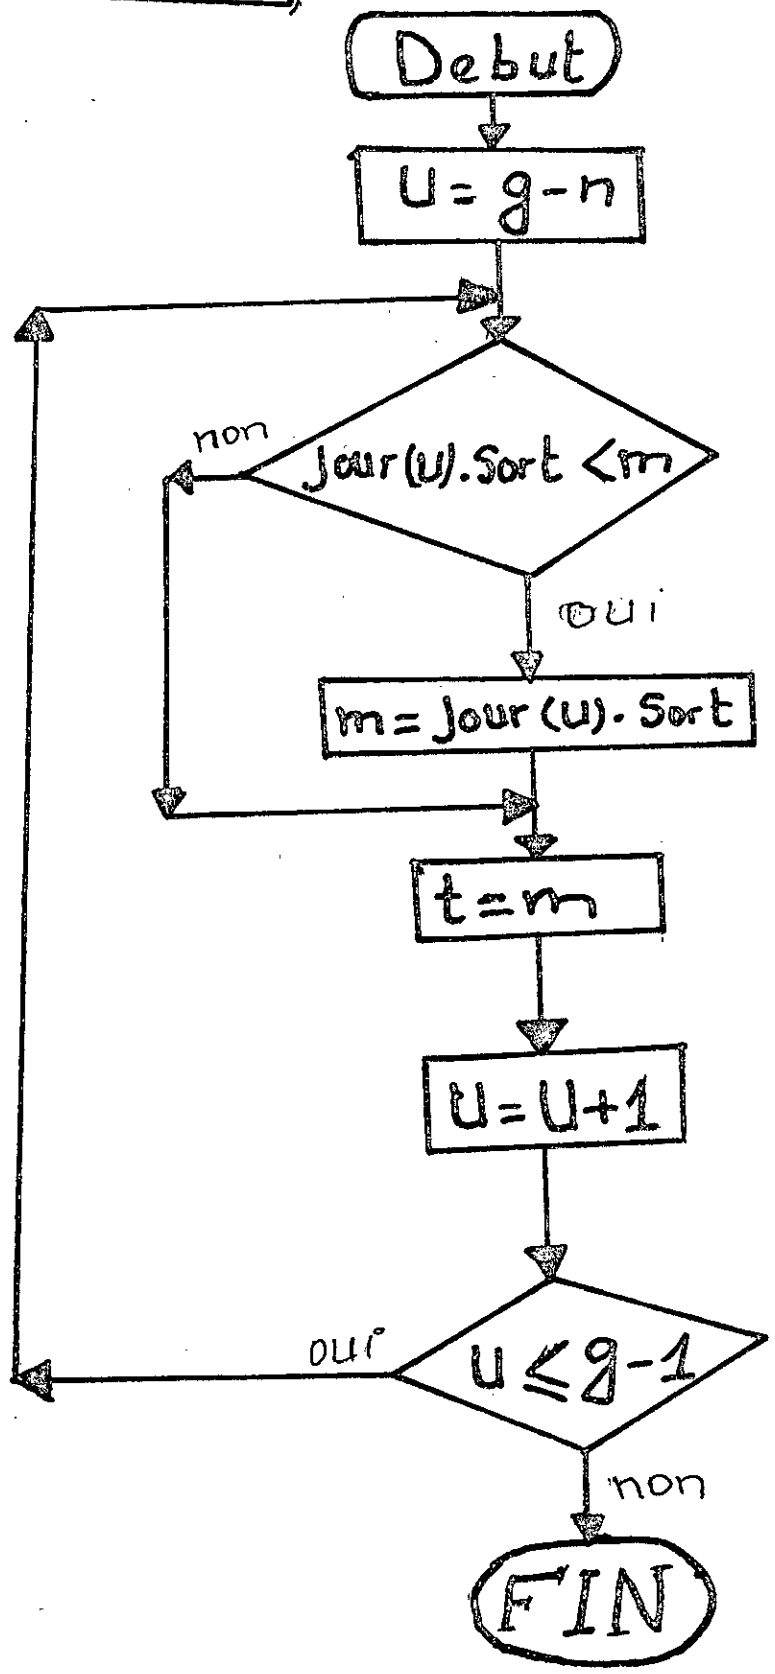 Debut
U = g-n
non
Jour(U).Sort < m
oui
m = Jour(U).Sort
t = m
U = U+1
oui
U ≤ g-1
non
FIN